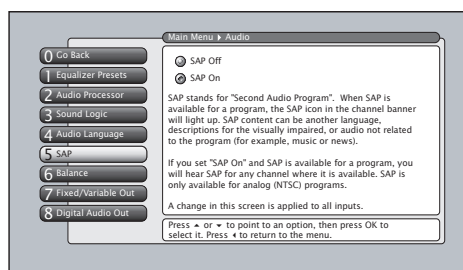 Main Menu ▸ Audio
0 Go Back
1 Equalizer Presets
2 Audio Processor
3 Sound Logic
4 Audio Language
5 SAP
6 Balance
7 Fixed/Variable Out
8 Digital Audio Out
SAP Off
SAP On
SAP stands for "Second Audio Program". When SAP is
available for a program, the SAP icon in the channel banner
will light up. SAP content can be another language,
descriptions for the visually impaired, or audio not related
to the program (for example, music or news).
If you set "SAP On" and SAP is available for a program, you
will hear SAP for any channel where it is available. SAP is
only available for analog (NTSC) programs.
A change in this screen is applied to all inputs.
Press ▲ or ▼ to point to an option, then press OK to
select it. Press ◂ to return to the menu.